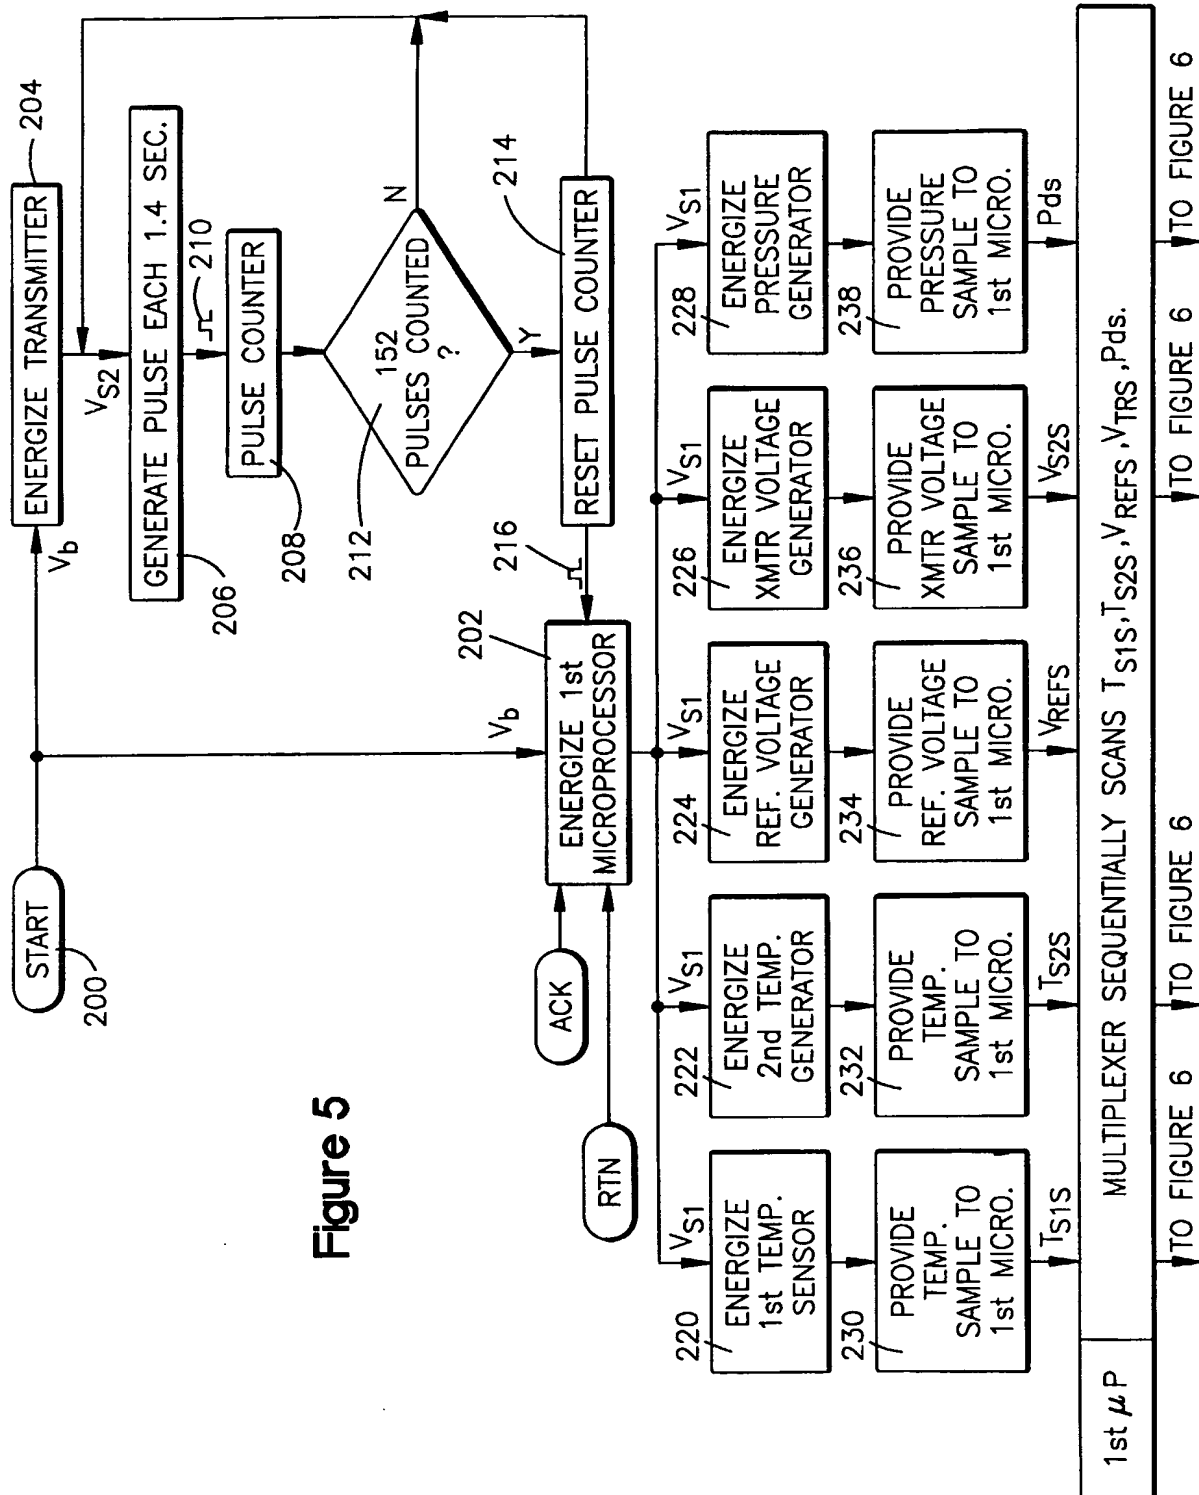 START
200
V_b
ENERGIZE TRANSMITTER
204
V_S2
GENERATE PULSE EACH 1.4 SEC.
206
210
PULSE COUNTER
208
152
PULSES COUNTED
?
212
N
Y
RESET PULSE COUNTER
214
216
V_b
202
ENERGIZE 1st
MICROPROCESSOR
ACK
RTN
Figure 5
V_S1
220
ENERGIZE
1st TEMP.
SENSOR
V_S1
222
ENERGIZE
2nd TEMP.
GENERATOR
V_S1
224
ENERGIZE
REF. VOLTAGE
GENERATOR
V_S1
226
ENERGIZE
XMTR VOLTAGE
GENERATOR
V_S1
228
ENERGIZE
PRESSURE
GENERATOR
230
PROVIDE
TEMP.
SAMPLE TO
1st MICRO.
T_S1S
232
PROVIDE
TEMP.
SAMPLE TO
1st MICRO.
T_S2S
234
PROVIDE
REF. VOLTAGE
SAMPLE TO
1st MICRO.
V_REFS
236
PROVIDE
XMTR VOLTAGE
SAMPLE TO
1st MICRO.
V_S2S
238
PROVIDE
PRESSURE
SAMPLE TO
1st MICRO.
Pds
1st μP
MULTIPLEXER SEQUENTIALLY SCANS T_S1S, T_S2S, V_REFS, V_TRS, Pds.
TO FIGURE 6
TO FIGURE 6
TO FIGURE 6
TO FIGURE 6